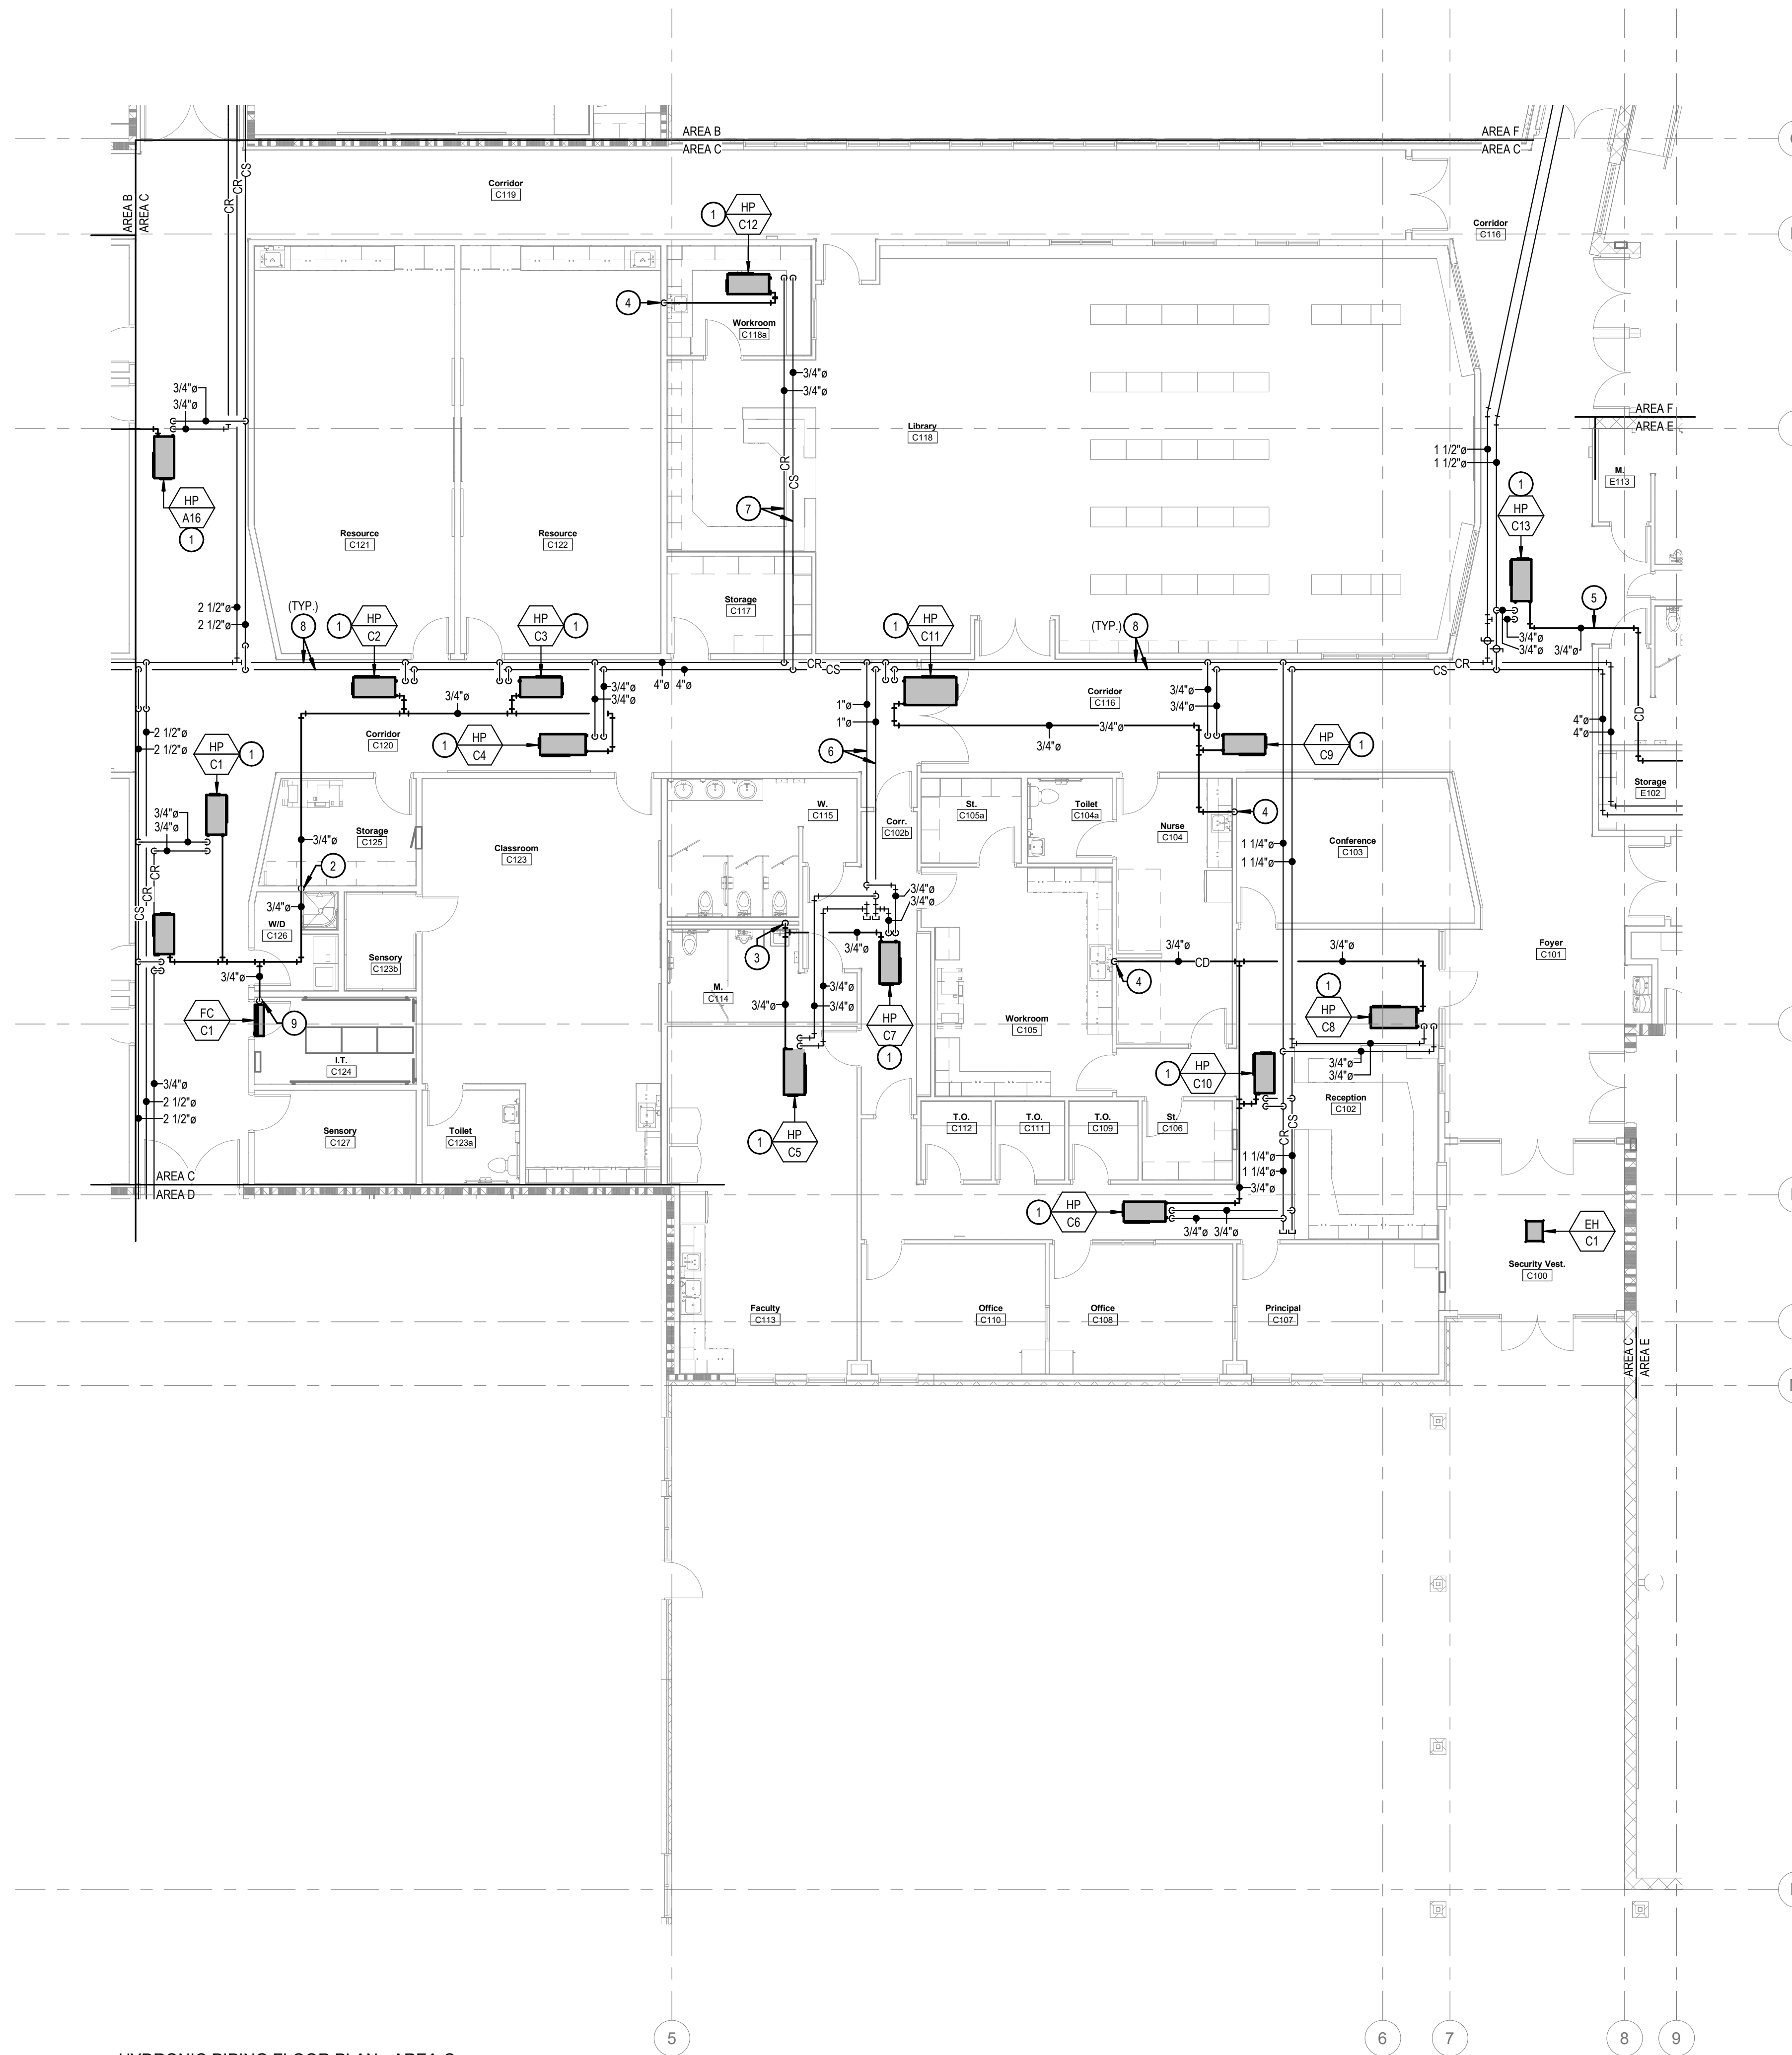 AREA B
AREA C
AREA F
AREA C
AREA B
AREA C
CR
CR
CS
Corridor
C119
1
HP
C12
Corridor
C116
4
Workroom
C118a
3/4"ø
3/4"ø
3/4"ø
3/4"ø
AREA F
AREA E
Library
C118
CR
CS
1 1/2"ø
1 1/2"ø
M.
E113
HP
A16
1
7
1
HP
C13
Resource
C121
Resource
C122
Storage
C117
2 1/2"ø
2 1/2"ø
(TYP.)
8
1
HP
C2
HP
C3
1
1
HP
C11
(TYP.)
8
5
3/4"ø
3/4"ø
3/4"ø
CR
CS
CR
CS
4"ø
4"ø
3/4"ø
3/4"ø
3/4"ø
Corridor
C116
3/4"ø
3/4"ø
1"ø
1"ø
CD
4"ø
4"ø
2 1/2"ø
2 1/2"ø
Corridor
C120
1
HP
C4
6
3/4"ø
3/4"ø
HP
C9
1
HP
C1
1
Storage
E102
3/4"ø
3/4"ø
Storage
C125
3/4"ø
Classroom
C123
W.
C115
Corr.
C102b
St.
C105a
Toilet
C104a
Nurse
C104
4
1 1/4"ø
1 1/4"ø
Conference
C103
2
CR
CR
CS
3/4"ø
W/D
C126
3/4"ø
3/4"ø
Sensory
C123b
3
3/4"ø
3/4"ø
CD
3/4"ø
Foyer
C101
3/4"ø
M.
C114
3/4"ø
3/4"ø
3/4"ø
4
1
FC
C1
9
HP
C7
1
Workroom
C105
HP
C8
I.T.
C124
3/4"ø
3/4"ø
1
HP
C10
3/4"ø
2 1/2"ø
2 1/2"ø
Reception
C102
Sensory
C127
Toilet
C123a
1
HP
C5
T.O.
C112
T.O.
C111
T.O.
C109
St.
C106
CR
CS
1 1/4"ø
1 1/4"ø
3/4"ø
AREA C
AREA D
1
HP
C6
3/4"ø
3/4"ø
EH
C1
Security Vest.
C100
Faculty
C113
Office
C110
Office
C108
Principal
C107
AREA C
AREA E
5
6
7
8
9